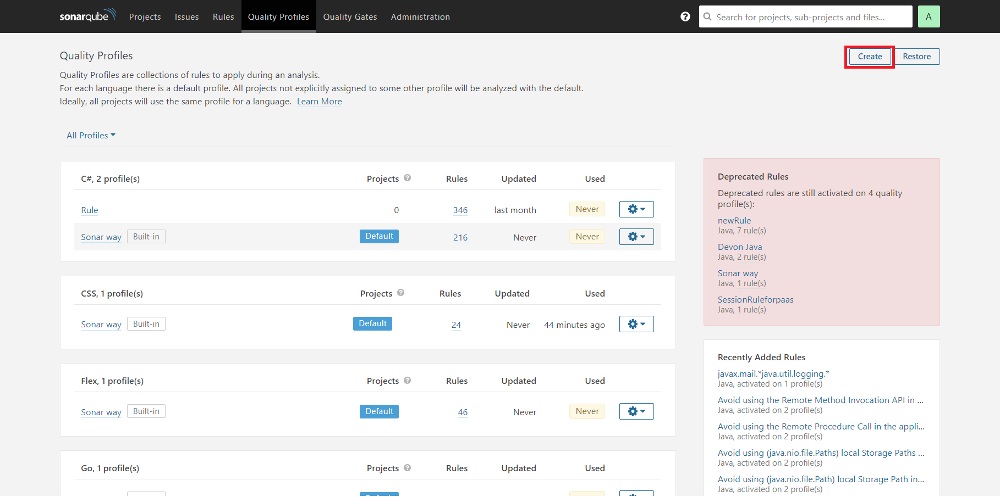 sonarqube Projects Issues Rules Quality Profiles Quality Gates Administration ? Search for projects, sub-projects and files... A
Quality Profiles
Create Restore
Quality Profiles are collections of rules to apply during an analysis.
For each language there is a default profile. All projects not explicitly assigned to some other profile will be analyzed with the default.
Ideally, all projects will use the same profile for a language. Learn More
All Profiles
C#, 2 profile(s) Projects ? Rules Updated Used
Rule 0 346 last month Never
Sonar way Built-in Default 216 Never Never
CSS, 1 profile(s) Projects ? Rules Updated Used
Sonar way Built-in Default 24 Never 44 minutes ago
Flex, 1 profile(s) Projects ? Rules Updated Used
Sonar way Built-in Default 46 Never Never
Go, 1 profile(s) Projects ? Rules Updated Used
Deprecated Rules
Deprecated rules are still activated on 4 quality
profile(s):
newRule
Java, 7 rule(s)
Devon Java
Java, 2 rule(s)
Sonar way
Java, 1 rule(s)
SessionRuleforpaas
Java, 1 rule(s)
Recently Added Rules
javax.mail.*java.util.logging.*
Java, activated on 1 profile(s)
Avoid using the Remote Method Invocation API in ...
Java, activated on 2 profile(s)
Avoid using the Remote Procedure Call in the appli...
Java, activated on 2 profile(s)
Avoid using (java.nio.file.Paths) local Storage Paths ...
Java, activated on 2 profile(s)
Avoid using (java.nio.file.Path) local Storage Path in...
Java, activated on 2 profile(s)